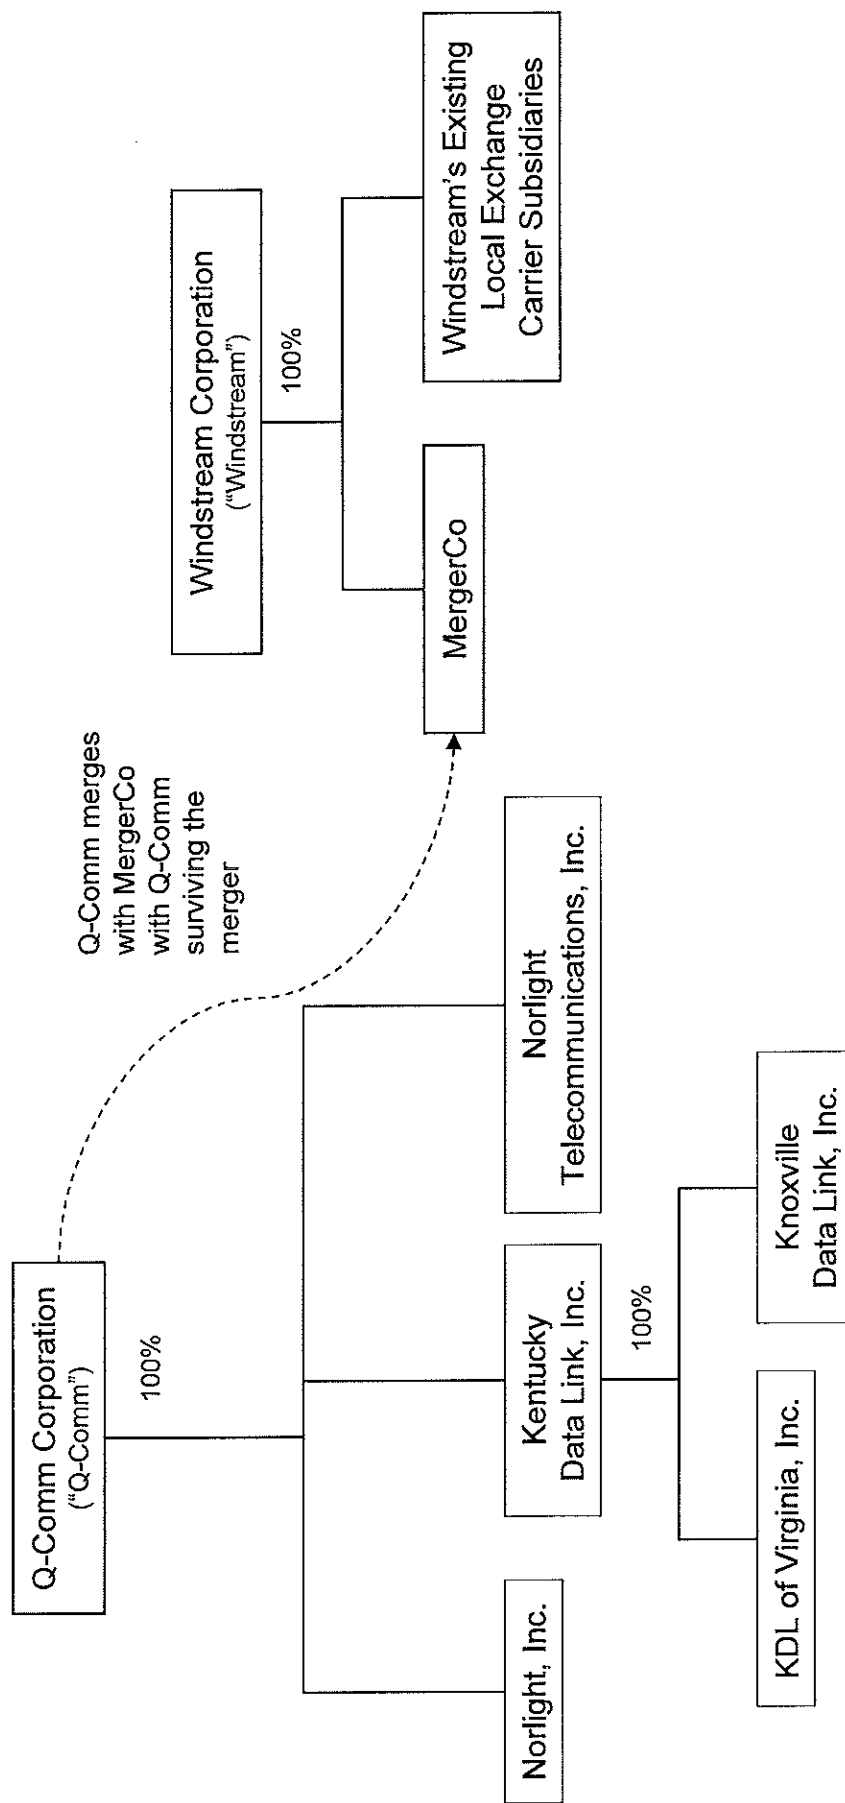 Q-Comm Corporation
("Q-Comm")
100%
Q-Comm merges
with MergerCo
with Q-Comm
surviving the
merger
Windstream Corporation
("Windstream")
100%
Norlight, Inc.
Kentucky
Data Link, Inc.
Norlight
Telecommunications, Inc.
MergerCo
Windstream's Existing
Local Exchange
Carrier Subsidiaries
100%
KDL of Virginia, Inc.
Knoxville
Data Link, Inc.